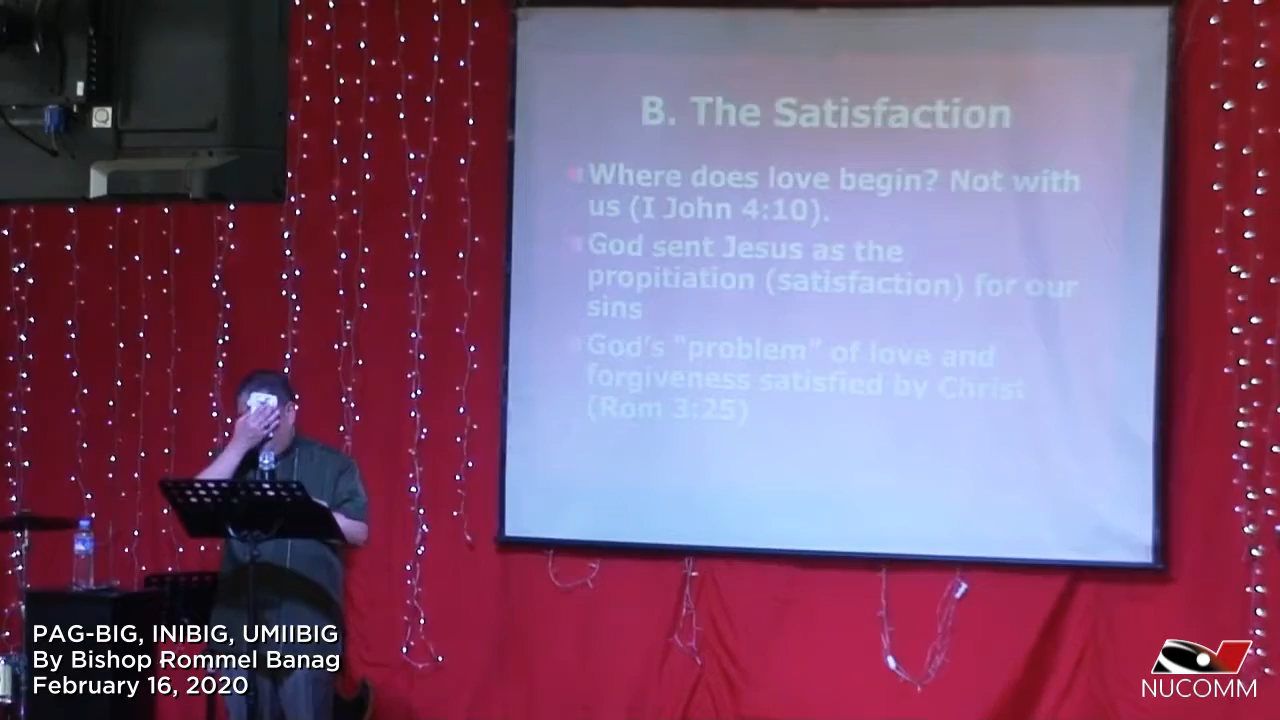 B. The Satisfaction
Where does love begin? Not with
us (I John 4:10).
God sent Jesus as the
propitiation (satisfaction) for our
sins
God's "problem" of love and
forgiveness satisfied by Christ
(Rom 3:25)
PAG-BIG, INIBIG, UMIIBIG
By Bishop Rommel Banag
February 16, 2020
NUCOMM